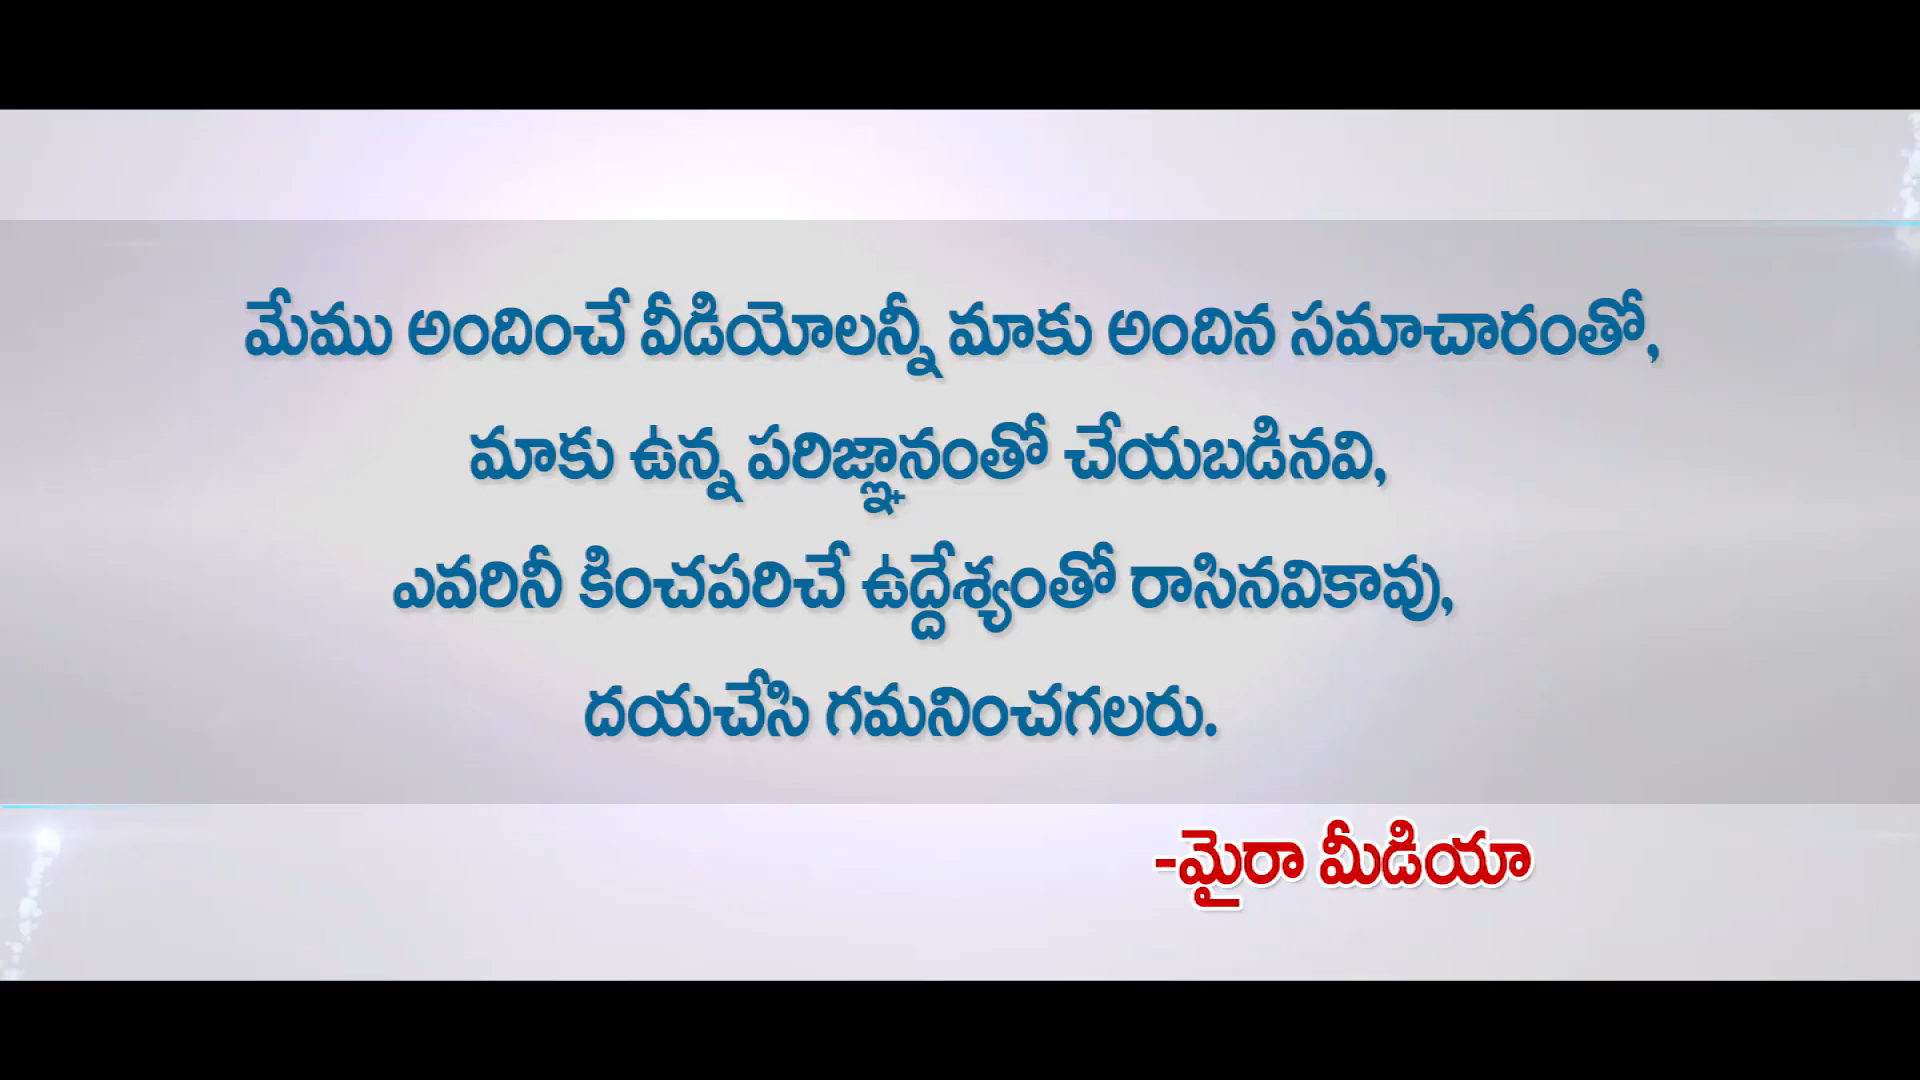 మేము అందించే వీడియోలన్నీ మాకు అందిన సమాచారంతో,
మాకు ఉన్న పరిజ్ఞానంతో చేయబడినవి,
ఎవరినీ కించపరిచే ఉద్దేశ్యంతో రాసినవికావు,
దయచేసి గమనించగలరు.
-మైరా మీడియా